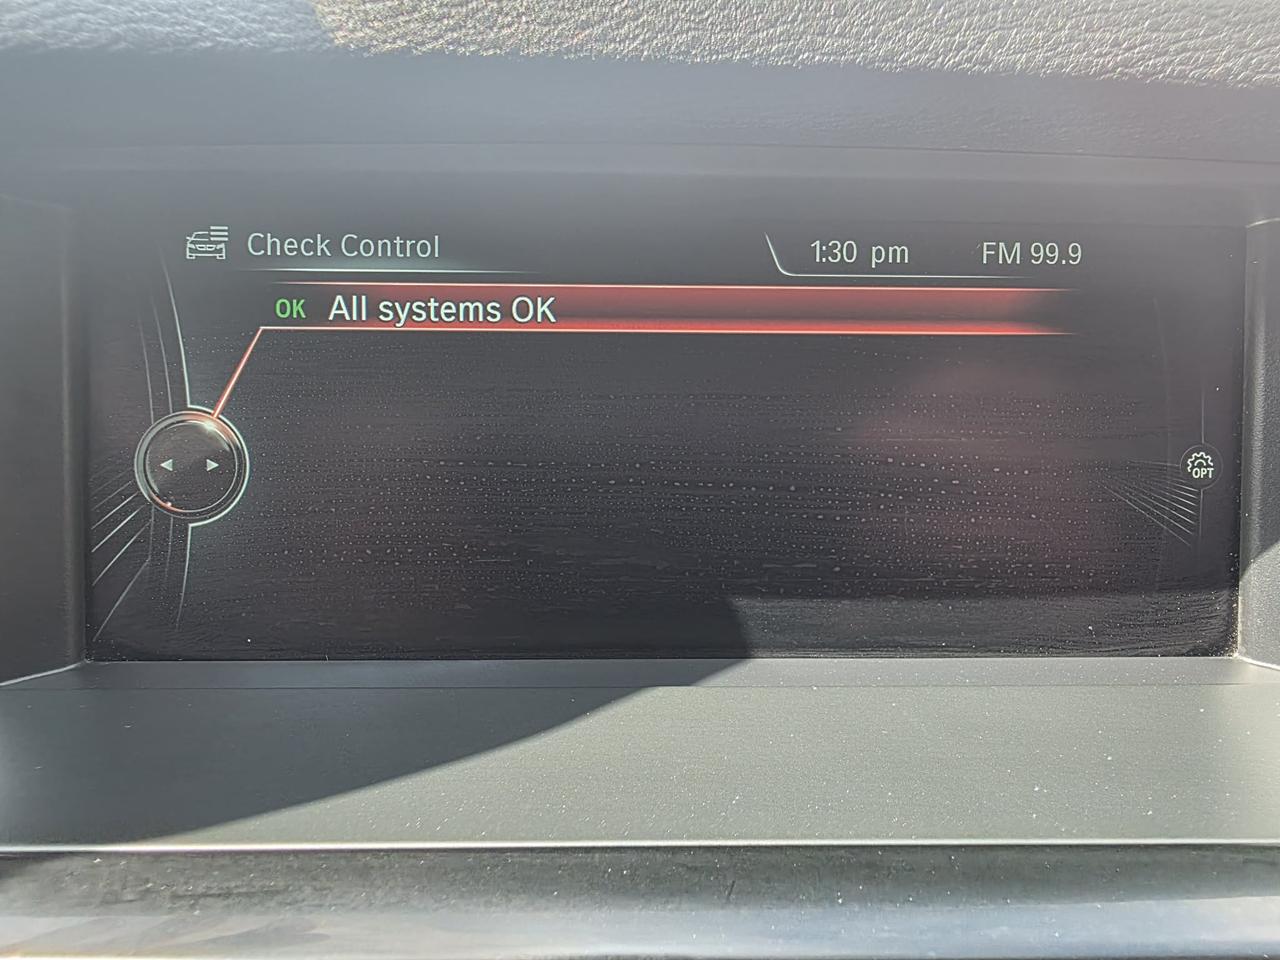 Check Control
1:30 pm
FM 99.9
OK All systems OK
OPT